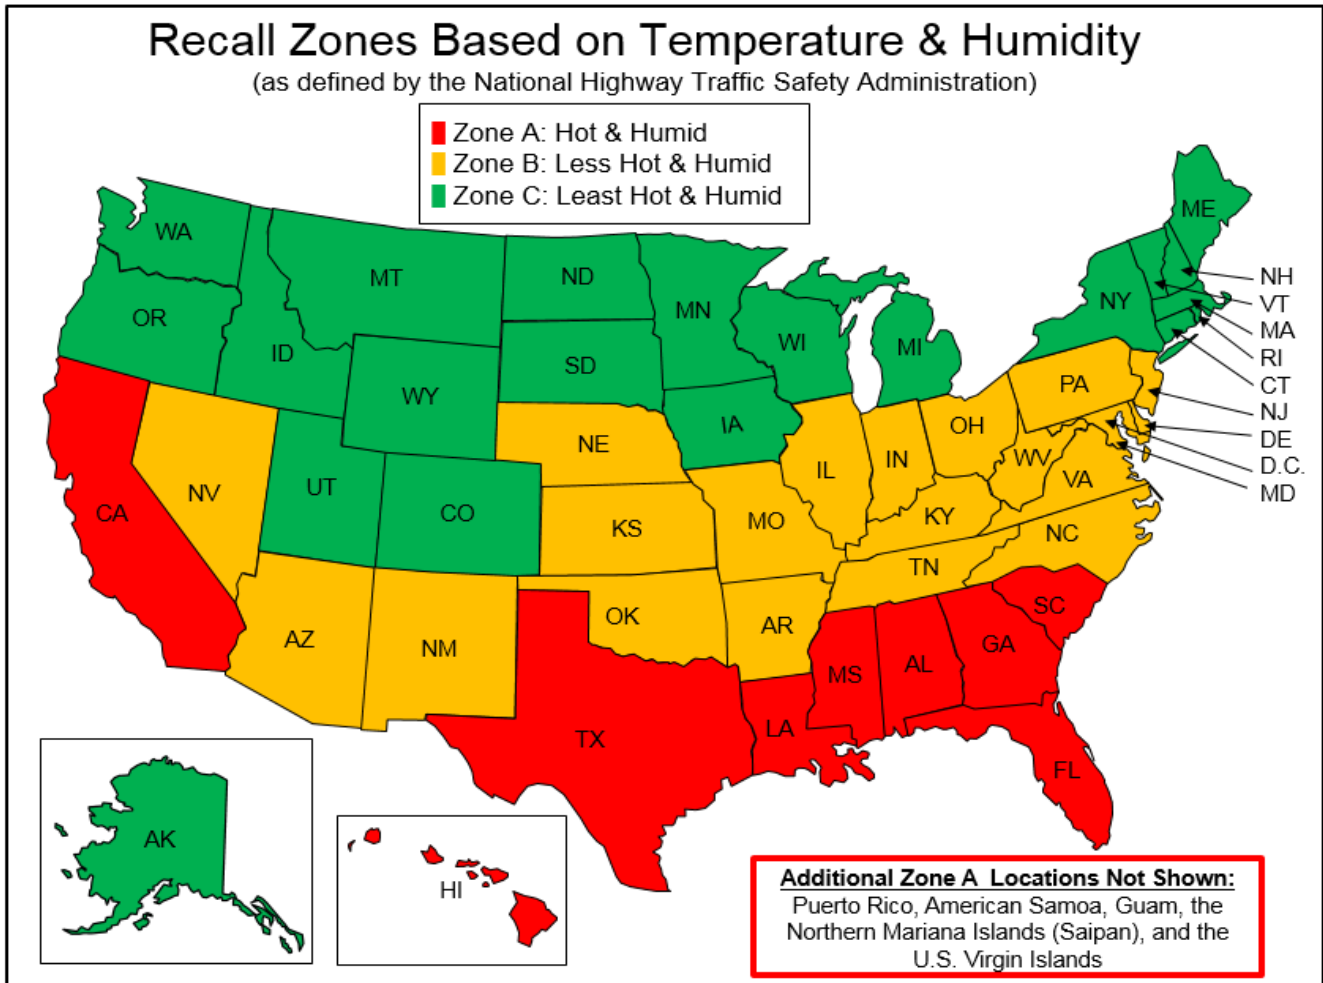 Recall Zones Based on Temperature & Humidity
(as defined by the National Highway Traffic Safety Administration)
Zone A: Hot & Humid
Zone B: Less Hot & Humid
Zone C: Least Hot & Humid
WA
MT
ND
MN
ME
OR
ID
WY
SD
WI
MI
NY
NH
VT
MA
RI
CT
NJ
DE
D.C.
MD
IA
NE
PA
OH
IN
IL
WV
VA
NV
UT
CO
CA
KS
MO
KY
NC
TN
AZ
NM
OK
AR
SC
MS
AL
GA
TX
LA
FL
AK
HI
Additional Zone A Locations Not Shown:
Puerto Rico, American Samoa, Guam, the
Northern Mariana Islands (Saipan), and the
U.S. Virgin Islands